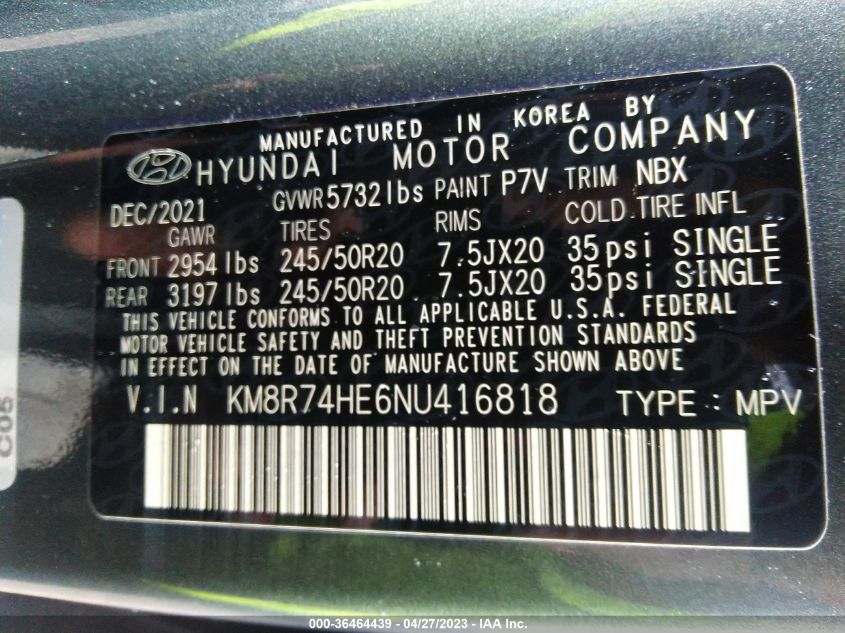 MANUFACTURED IN KOREA BY
HYUNDAI MOTOR COMPANY
DEC/2021 GVWR 5732 lbs PAINT P7V TRIM NBX
GAWR TIRES RIMS COLD TIRE INFL
FRONT 2954 lbs 245/50R20 7.5JX20 35psi SINGLE
REAR 3197 lbs 245/50R20 7.5JX20 35psi SINGLE
THIS VEHICLE CONFORMS TO ALL APPLICABLE U.S.A. FEDERAL
MOTOR VEHICLE SAFETY AND THEFT PREVENTION STANDARDS
IN EFFECT ON THE DATE OF MANUFACTURE SHOWN ABOVE
V.I.N KM8R74HE6NU416818 TYPE : MPV
C05
000-36464439 - 04/27/2023 - IAA Inc.